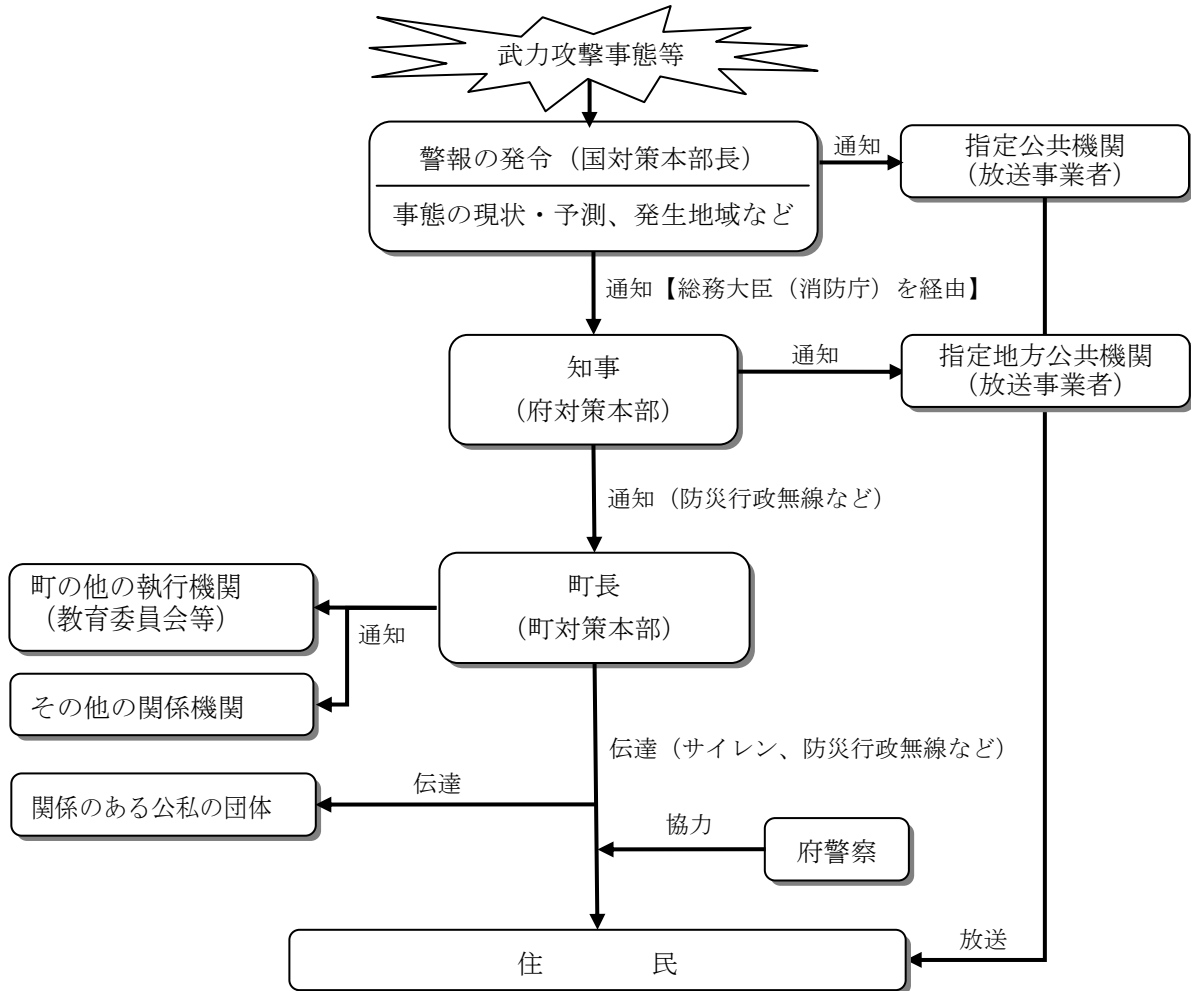 武力攻撃事態等
警報の発令（国対策本部長）
事態の現状・予測、発生地域など
通知
指定公共機関
（放送事業者）
通知【総務大臣（消防庁）を経由】
知事
（府対策本部）
通知
指定地方公共機関
（放送事業者）
通知（防災行政無線など）
町長
（町対策本部）
町の他の執行機関
（教育委員会等）
通知
その他の関係機関
伝達（サイレン、防災行政無線など）
関係のある公私の団体
伝達
協力
府警察
住　　　民
放送